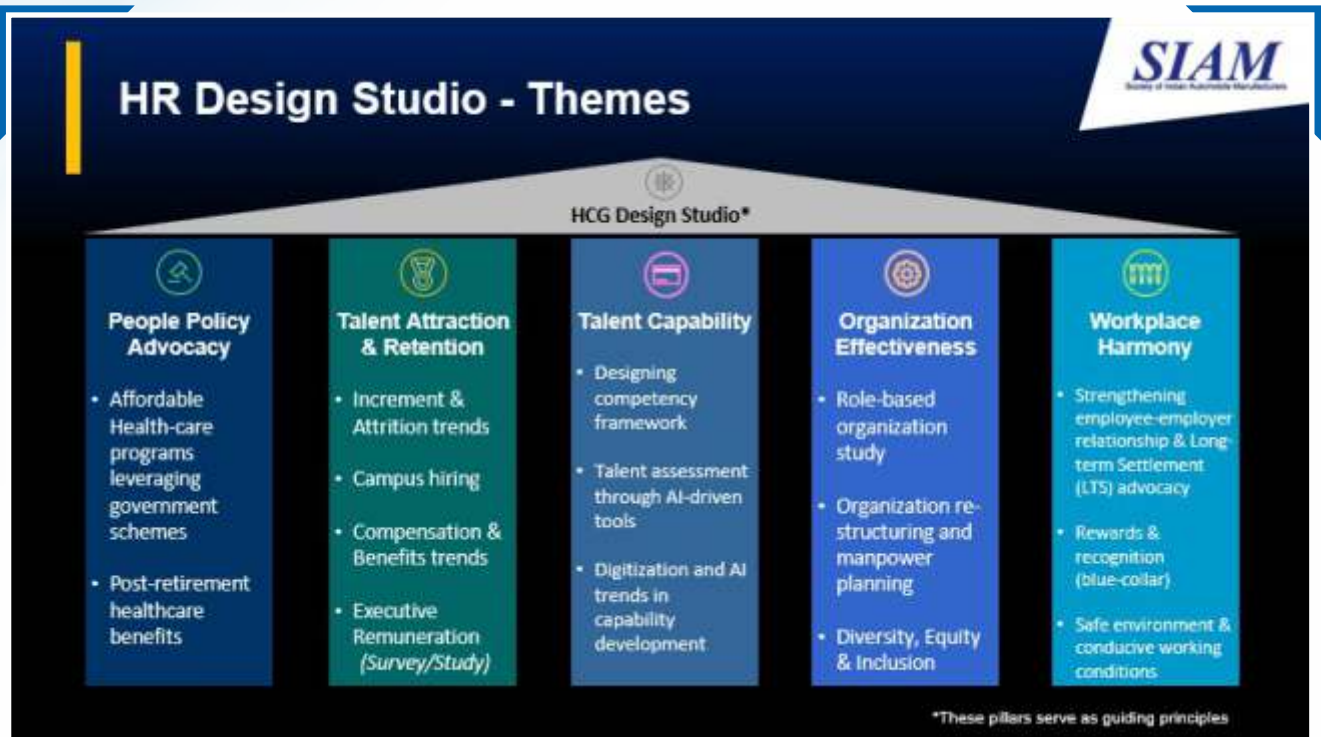 HR Design Studio - Themes
SIAM
Society of Indian Automobile Manufacturers
HCG Design Studio*
People Policy
Advocacy
• Affordable
Health-care
programs
leveraging
government
schemes
• Post-retirement
healthcare
benefits
Talent Attraction
& Retention
• Increment &
Attrition trends
• Campus hiring
• Compensation &
Benefits trends
• Executive
Remuneration
(Survey/Study)
Talent Capability
• Designing
competency
framework
• Talent assessment
through AI-driven
tools
• Digitization and AI
trends in
capability
development
Organization
Effectiveness
• Role-based
organization
study
• Organization re-
structuring and
manpower
planning
• Diversity, Equity
& Inclusion
Workplace
Harmony
• Strengthening
employee-employer
relationship & Long-
term Settlement
(LTS) advocacy
• Rewards &
recognition
(blue-collar)
• Safe environment &
conducive working
conditions
*These pillars serve as guiding principles